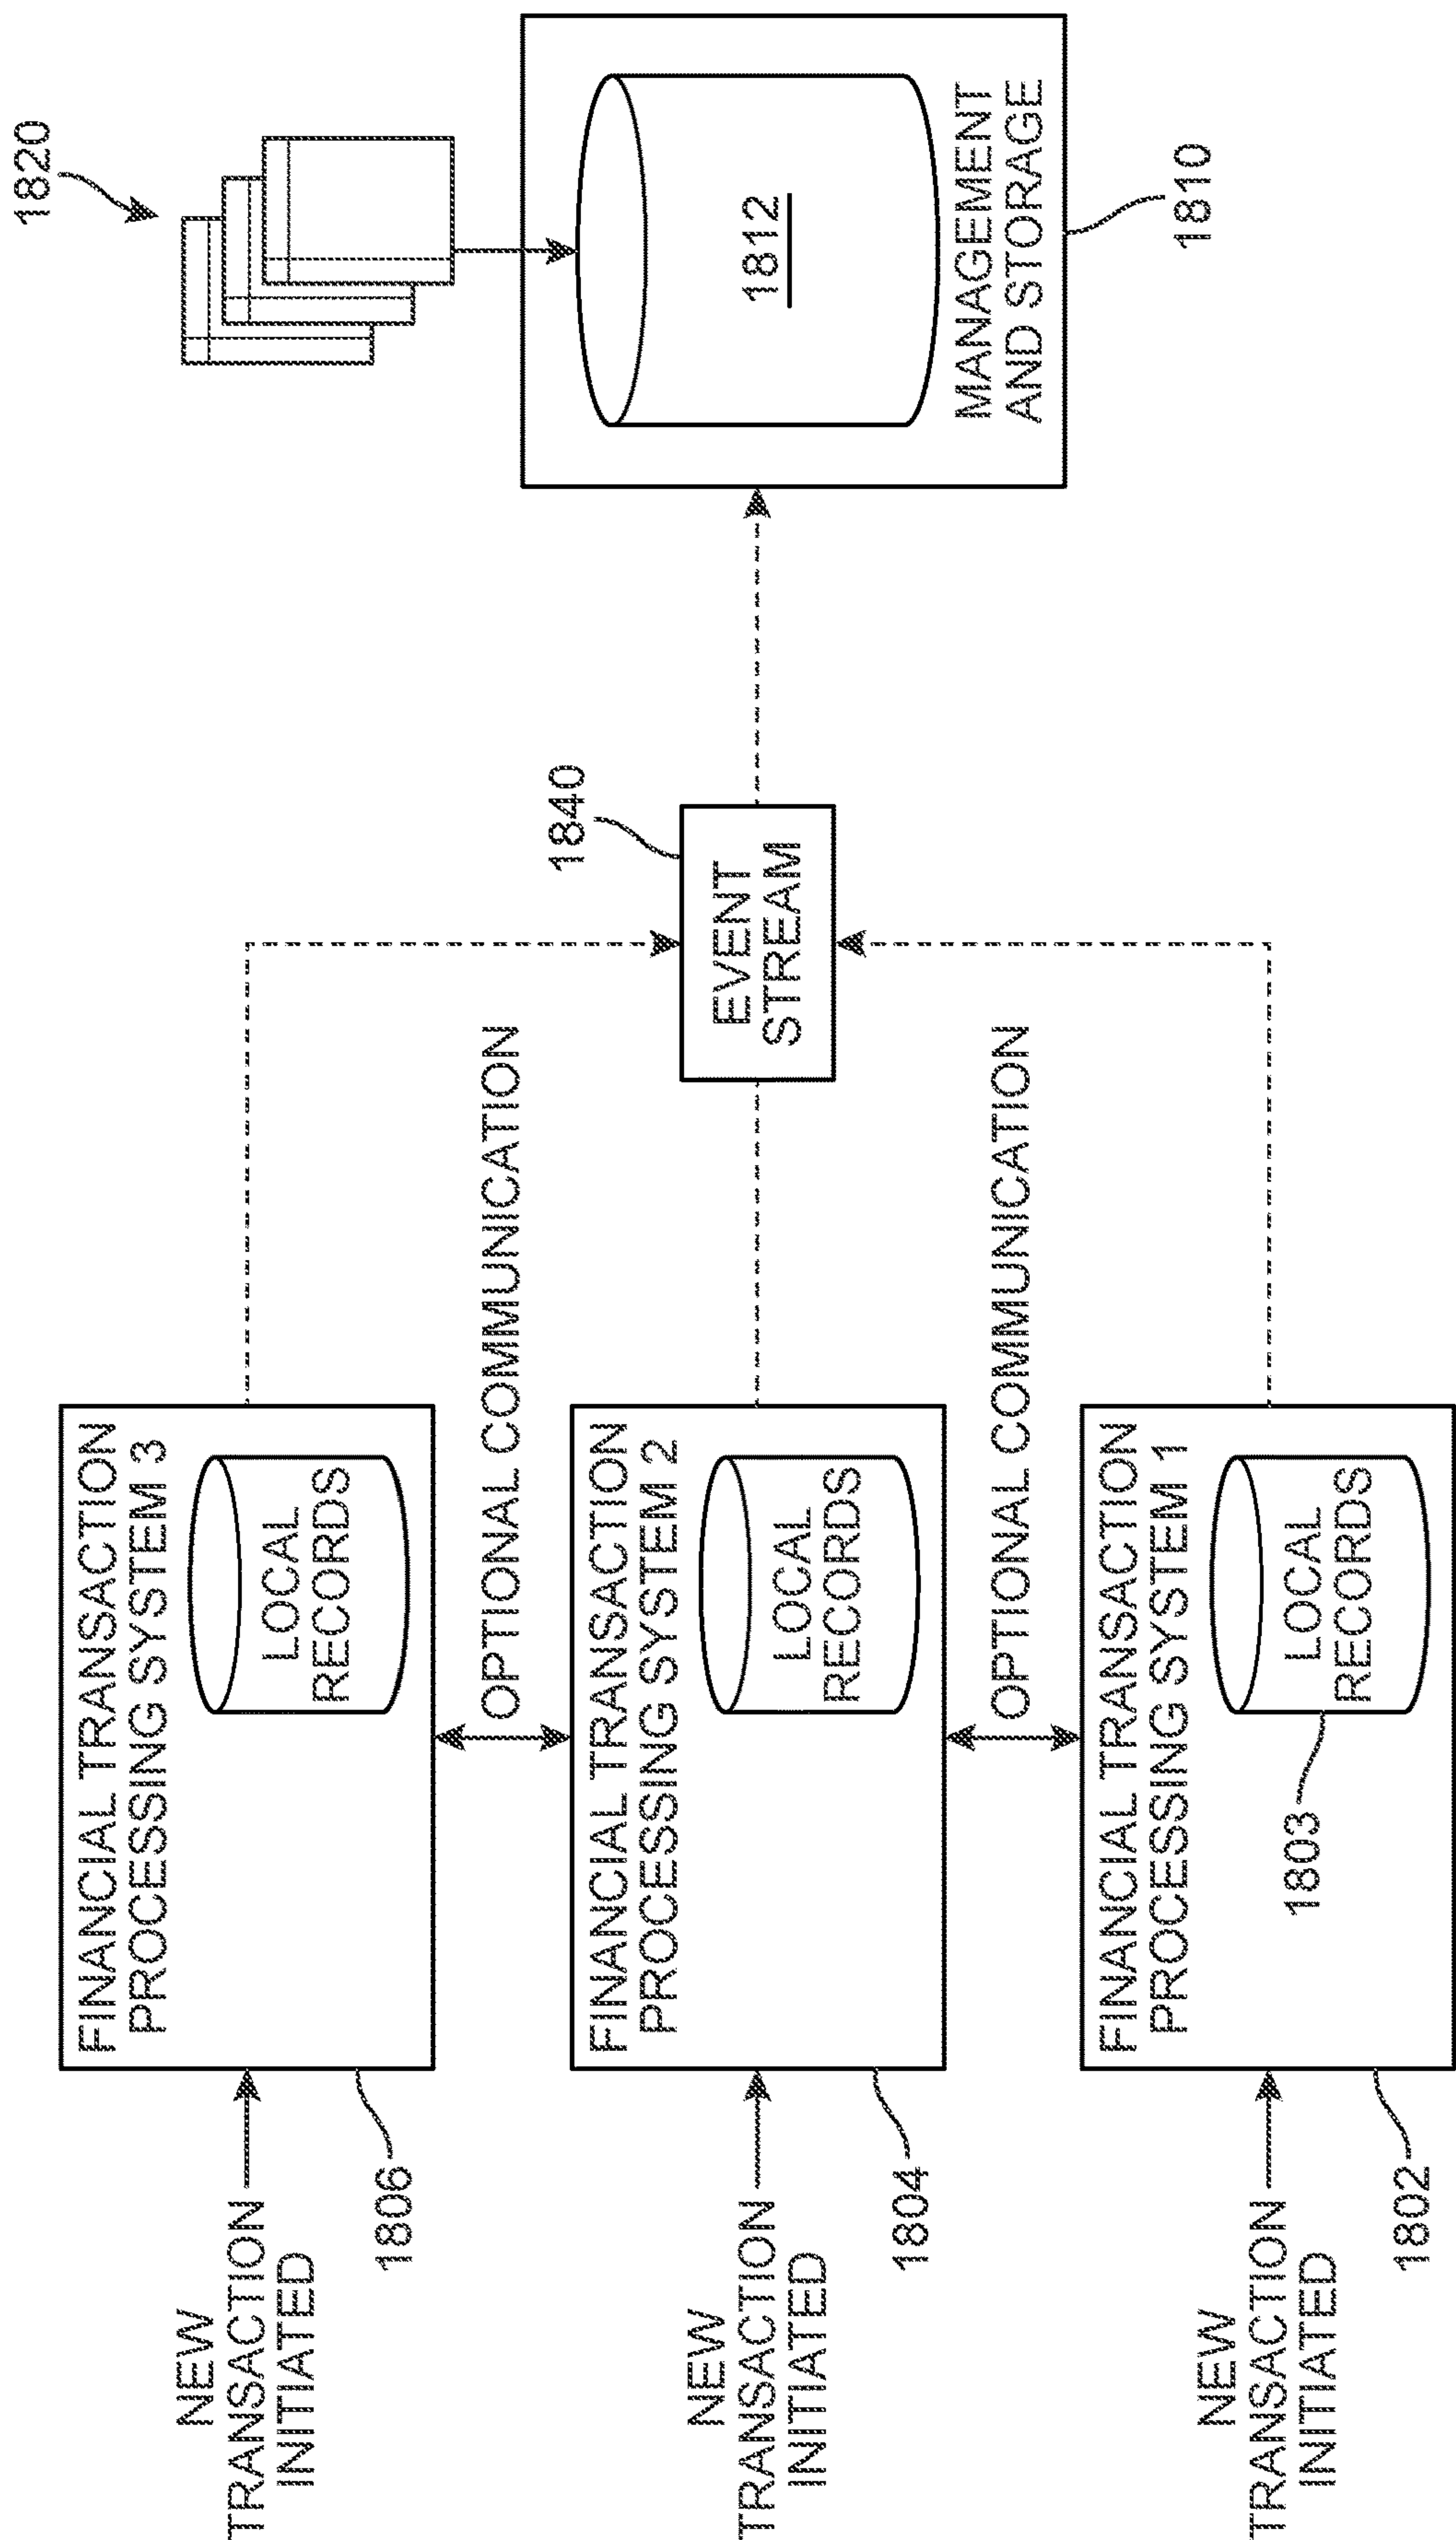 NEW
TRANSACTION
INITIATED
1806
FINANCIAL TRANSACTION
PROCESSING SYSTEM 3
LOCAL
RECORDS
OPTIONAL COMMUNICATION
NEW
TRANSACTION
INITIATED
1804
FINANCIAL TRANSACTION
PROCESSING SYSTEM 2
LOCAL
RECORDS
OPTIONAL COMMUNICATION
NEW
TRANSACTION
INITIATED
1802
FINANCIAL TRANSACTION
PROCESSING SYSTEM 1
1803
LOCAL
RECORDS
1840
EVENT
STREAM
1820
1812
MANAGEMENT
AND STORAGE
1810